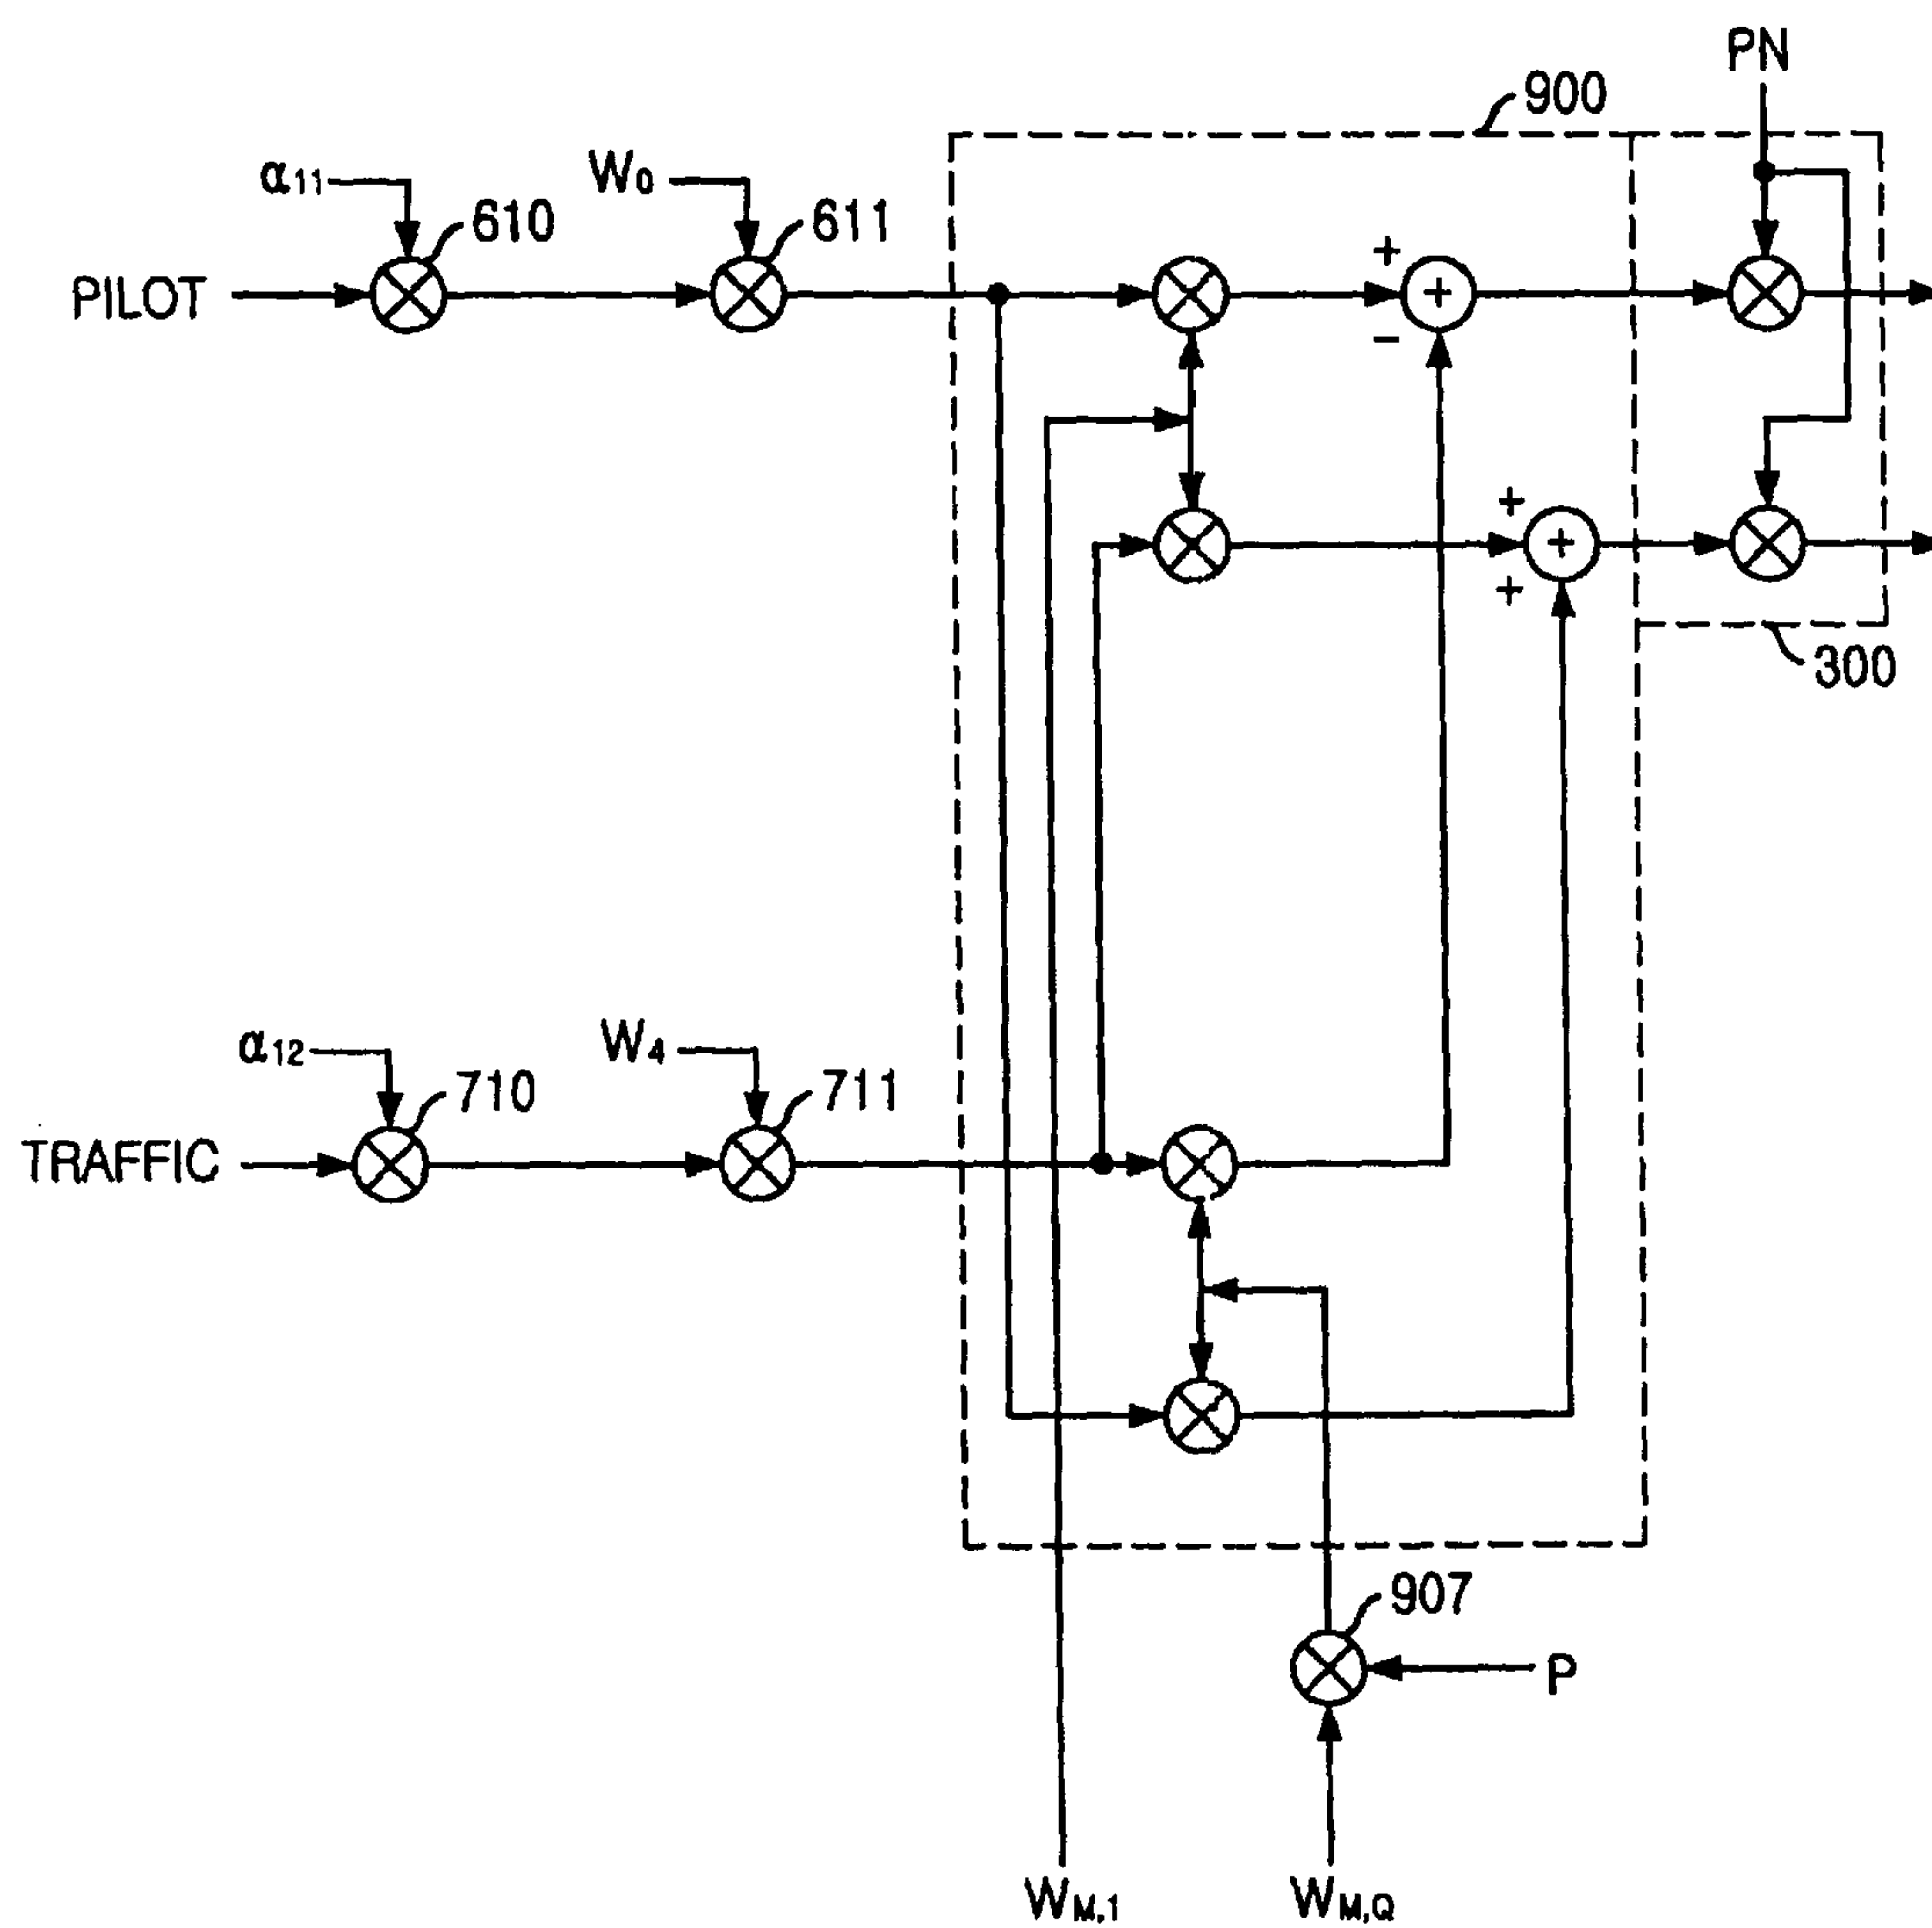 PN
900
α11
W0
610
611
PILOT
+
+
−
+
+
+
300
α12
W4
710
711
TRAFFIC
907
P
WM,1
WM,Q